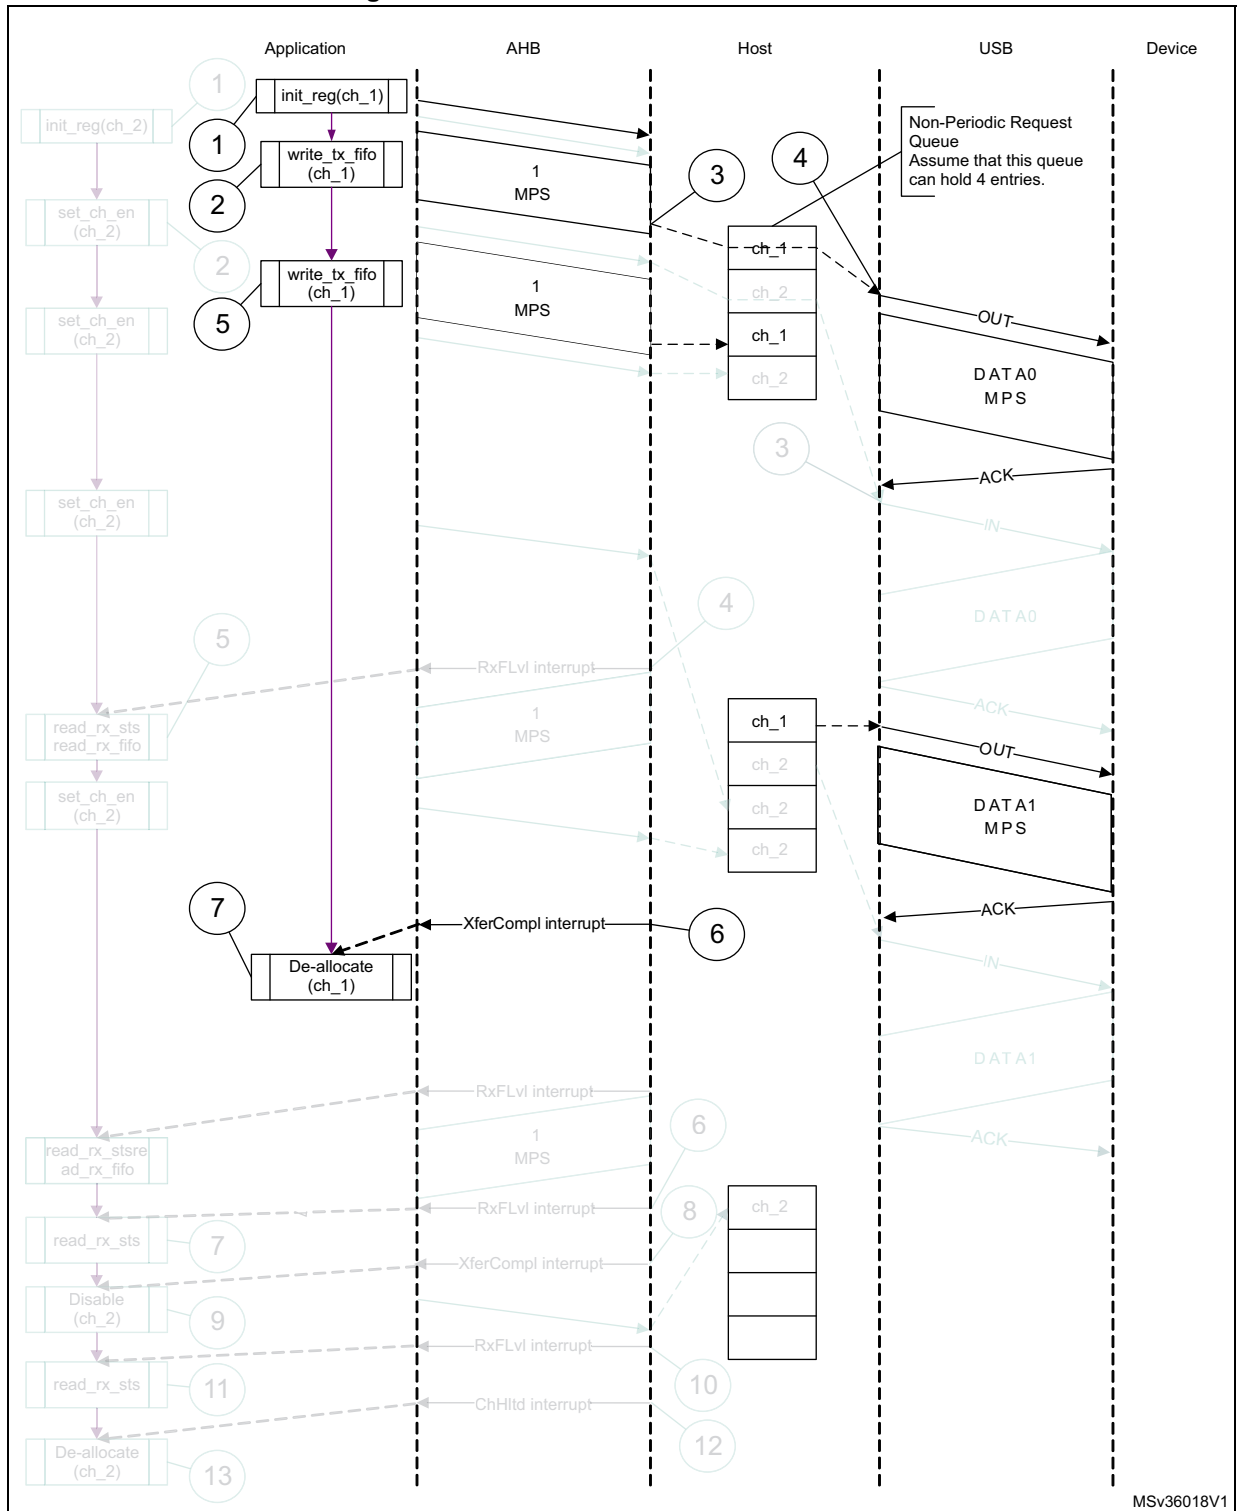 g
Application
AHB
Host
USB
Device
1
init_reg(ch_1)
init_reg(ch_2)
1
Non-Periodic Request
Queue
Assume that this queue
can hold 4 entries.
write_tx_fifo
(ch_1)
1
MPS
3
4
2
set_ch_en
(ch_2)
ch_1
2
write_tx_fifo
(ch_1)
1
MPS
ch_2
5
set_ch_en
(ch_2)
ch_1
OUT
ch_2
DATA0
MPS
3
ACK
set_ch_en
(ch_2)
IN
4
DATA0
5
RxFLvl interrupt
ACK
read_rx_sts
read_rx_fifo
1
MPS
ch_1
OUT
ch_2
set_ch_en
(ch_2)
ch_2
DATA1
MPS
ch_2
7
XferCompl interrupt
6
ACK
De-allocate
(ch_1)
IN
DATA1
RxFLvl interrupt
6
read_rx_stsre
ad_rx_fifo
1
MPS
ACK
RxFLvl interrupt
8
ch_2
read_rx_sts
7
XferCompl interrupt
Disable
(ch_2)
9
RxFLvl interrupt
read_rx_sts
11
10
ChHltd interrupt
12
De-allocate
(ch_2)
13
MSv36018V1